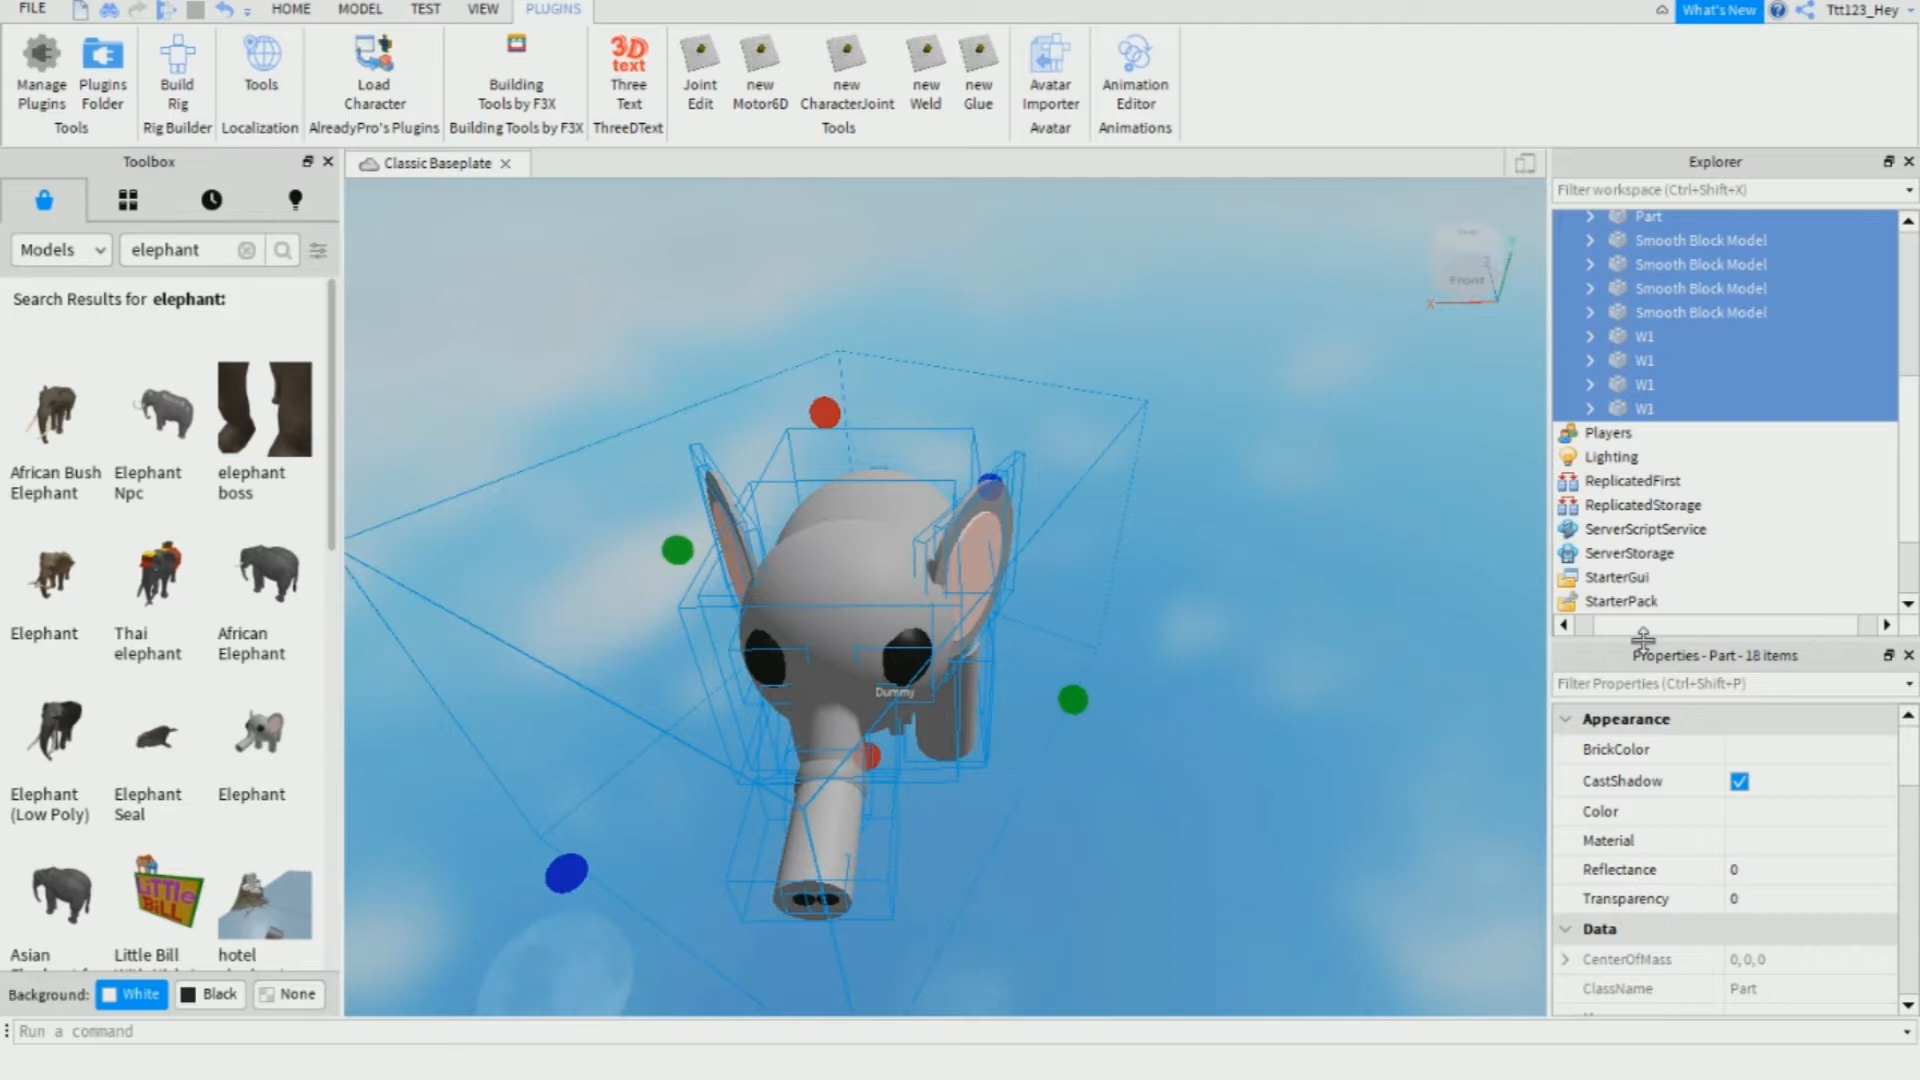 FILE HOME MODEL TEST VIEW PLUGINS What's New Ttt123_Hey
Manage Plugins
Plugins Folder
Tools
Build Rig
Rig Builder
Tools
Localization
Load Character
AlreadyPro's Plugins
Building Tools by F3X
Building Tools by F3X
3D text
Three Text
ThreeDText
Joint Edit
new Motor6D
new CharacterJoint
new Weld
new Glue
Tools
Avatar Importer
Avatar
Animation Editor
Animations
Toolbox
Models
elephant
Search Results for elephant:
African Bush Elephant
Elephant Npc
elephant boss
Elephant
Thai elephant
African Elephant
Elephant (Low Poly)
Elephant Seal
Elephant
Asian
LiTTLe BiLL
Little Bill
hotel
Background: White Black None
Run a command
Classic Baseplate
Front
X
Y
Z
Dummy
Explorer
Filter workspace (Ctrl+Shift+X)
Part
Smooth Block Model
Smooth Block Model
Smooth Block Model
Smooth Block Model
W1
W1
W1
W1
Players
Lighting
ReplicatedFirst
ReplicatedStorage
ServerScriptService
ServerStorage
StarterGui
StarterPack
Properties - Part - 18 items
Filter Properties (Ctrl+Shift+P)
Appearance
BrickColor
CastShadow
Color
Material
Reflectance 0
Transparency 0
Data
CenterOfMass 0, 0, 0
ClassName Part